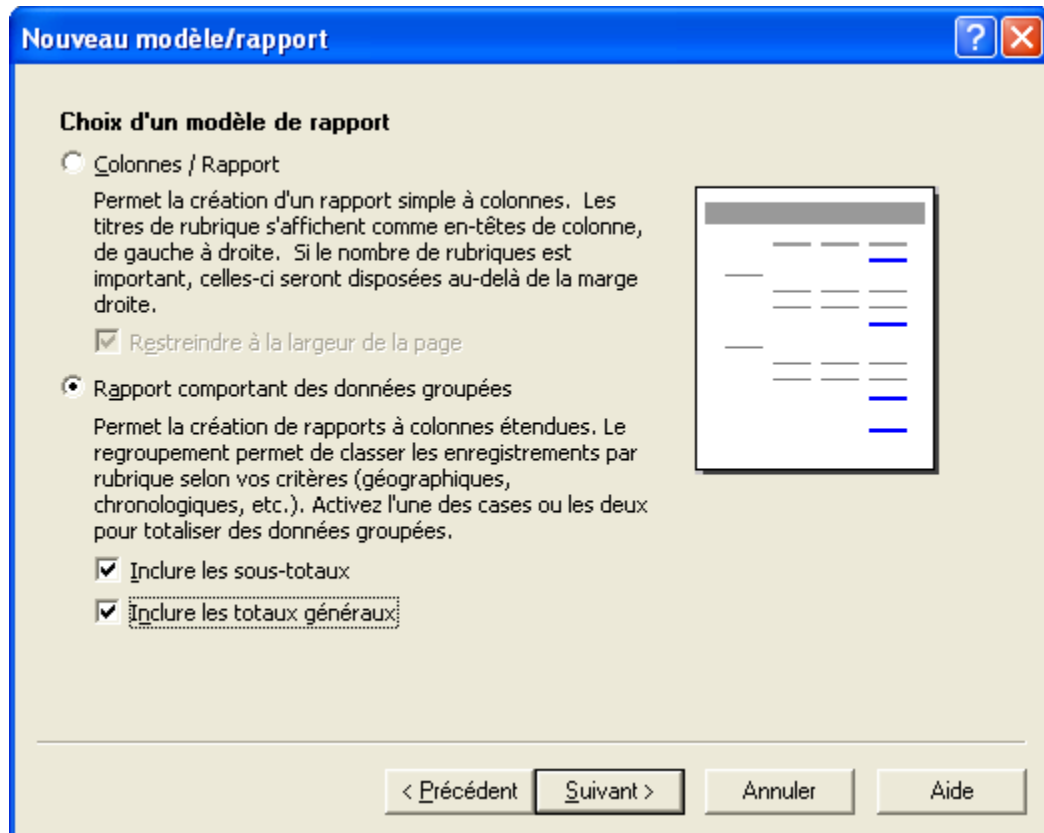 Nouveau modèle/rapport
Choix d'un modèle de rapport
Colonnes / Rapport
Permet la création d'un rapport simple à colonnes. Les
titres de rubrique s'affichent comme en-têtes de colonne,
de gauche à droite. Si le nombre de rubriques est
important, celles-ci seront disposées au-delà de la marge
droite.
Restreindre à la largeur de la page
Rapport comportant des données groupées
Permet la création de rapports à colonnes étendues. Le
regroupement permet de classer les enregistrements par
rubrique selon vos critères (géographiques,
chronologiques, etc.). Activez l'une des cases ou les deux
pour totaliser des données groupées.
Inclure les sous-totaux
Inclure les totaux généraux
< Précédent Suivant > Annuler Aide